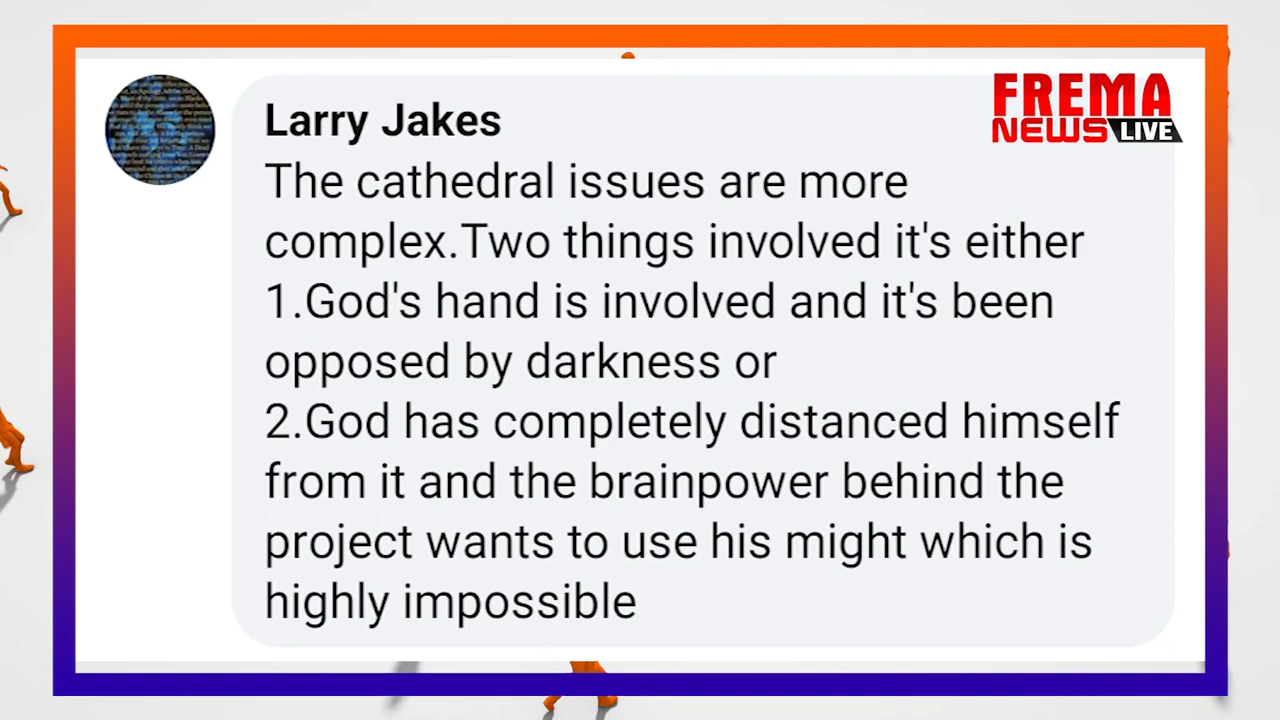 FREMA
NEWS LIVE
Larry Jakes
The cathedral issues are more
complex.Two things involved it's either
1.God's hand is involved and it's been
opposed by darkness or
2.God has completely distanced himself
from it and the brainpower behind the
project wants to use his might which is
highly impossible